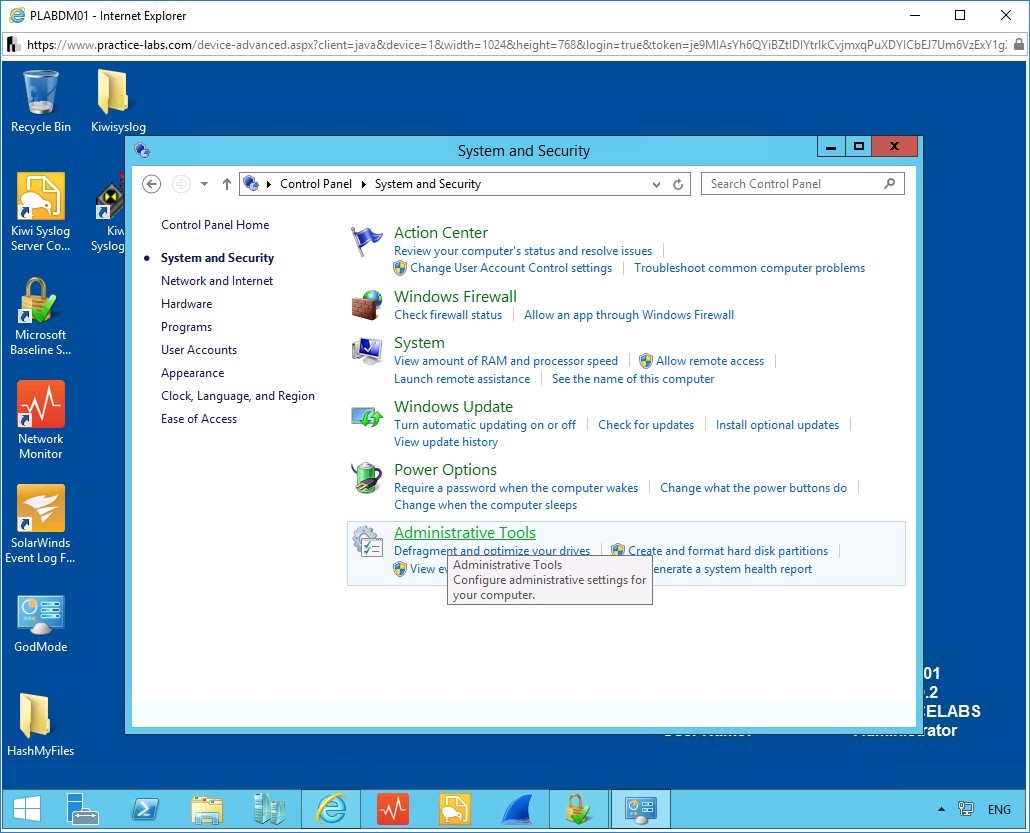 PLABDM01 - Internet Explorer
https://www.practice-labs.com/device-advanced.aspx?client=java&device=1&width=1024&height=768&login=true&token=
Recycle Bin
Kiwisyslog
System and Security
Control Panel
System and Security
Search Control Panel
Kiwi Syslog
Server Co...
Kiw
Syslog
Microsoft
Baseline S...
Network
Monitor
SolarWinds
Event Log F...
GodMode
HashMyFiles
Control Panel Home
System and Security
Network and Internet
Hardware
Programs
User Accounts
Appearance
Clock, Language, and Region
Ease of Access
Action Center
Review your computer's status and resolve issues
Change User Account Control settings
Troubleshoot common computer problems
Windows Firewall
Check firewall status
Allow an app through Windows Firewall
System
View amount of RAM and processor speed
Allow remote access
Launch remote assistance
See the name of this computer
Windows Update
Turn automatic updating on or off
Check for updates
Install optional updates
View update history
Power Options
Require a password when the computer wakes
Change what the power buttons do
Change when the computer sleeps
Administrative Tools
Defragment and optimize your drives
Create and format hard disk partitions
View ev
enerate a system health report
Administrative Tools
Configure administrative settings for
your computer.
01
.2
ELABS
ENG